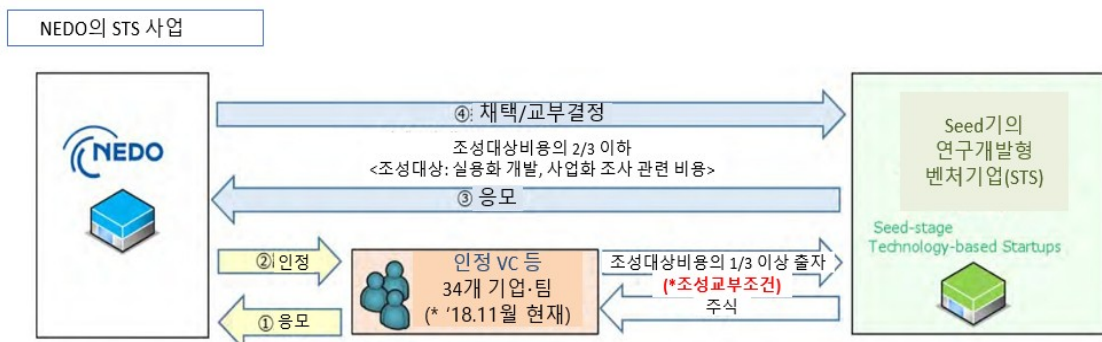 NEDO의 STS 사업
④ 채택/교부결정
조성대상비용의 2/3 이하
<조성대상: 실용화 개발, 사업화 조사 관련 비용>
③ 응모
NEDO
② 인정
① 응모
인정 VC 등
34개 기업·팀
(* '18.11월 현재)
조성대상비용의 1/3 이상 출자
(*조성교부조건)
주식
Seed기의
연구개발형
벤처기업(STS)
Seed-stage
Technology-based Startups